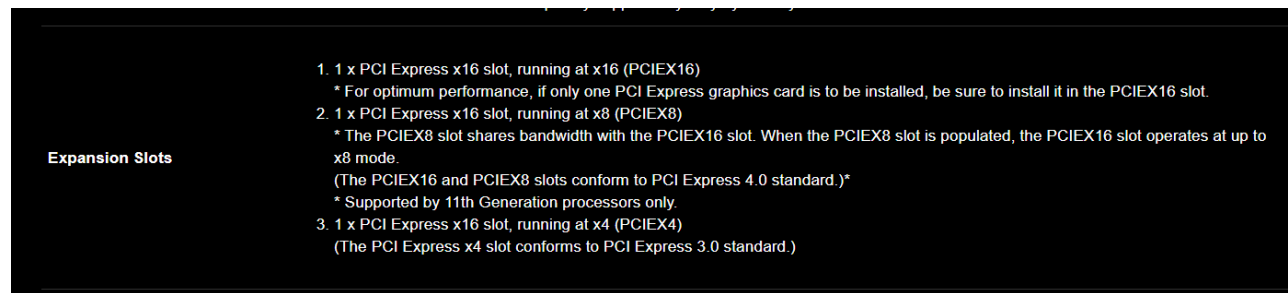 Expansion Slots
1. 1 x PCI Express x16 slot, running at x16 (PCIEX16)
* For optimum performance, if only one PCI Express graphics card is to be installed, be sure to install it in the PCIEX16 slot.
2. 1 x PCI Express x16 slot, running at x8 (PCIEX8)
* The PCIEX8 slot shares bandwidth with the PCIEX16 slot. When the PCIEX8 slot is populated, the PCIEX16 slot operates at up to
x8 mode.
(The PCIEX16 and PCIEX8 slots conform to PCI Express 4.0 standard.)*
* Supported by 11th Generation processors only.
3. 1 x PCI Express x16 slot, running at x4 (PCIEX4)
(The PCI Express x4 slot conforms to PCI Express 3.0 standard.)